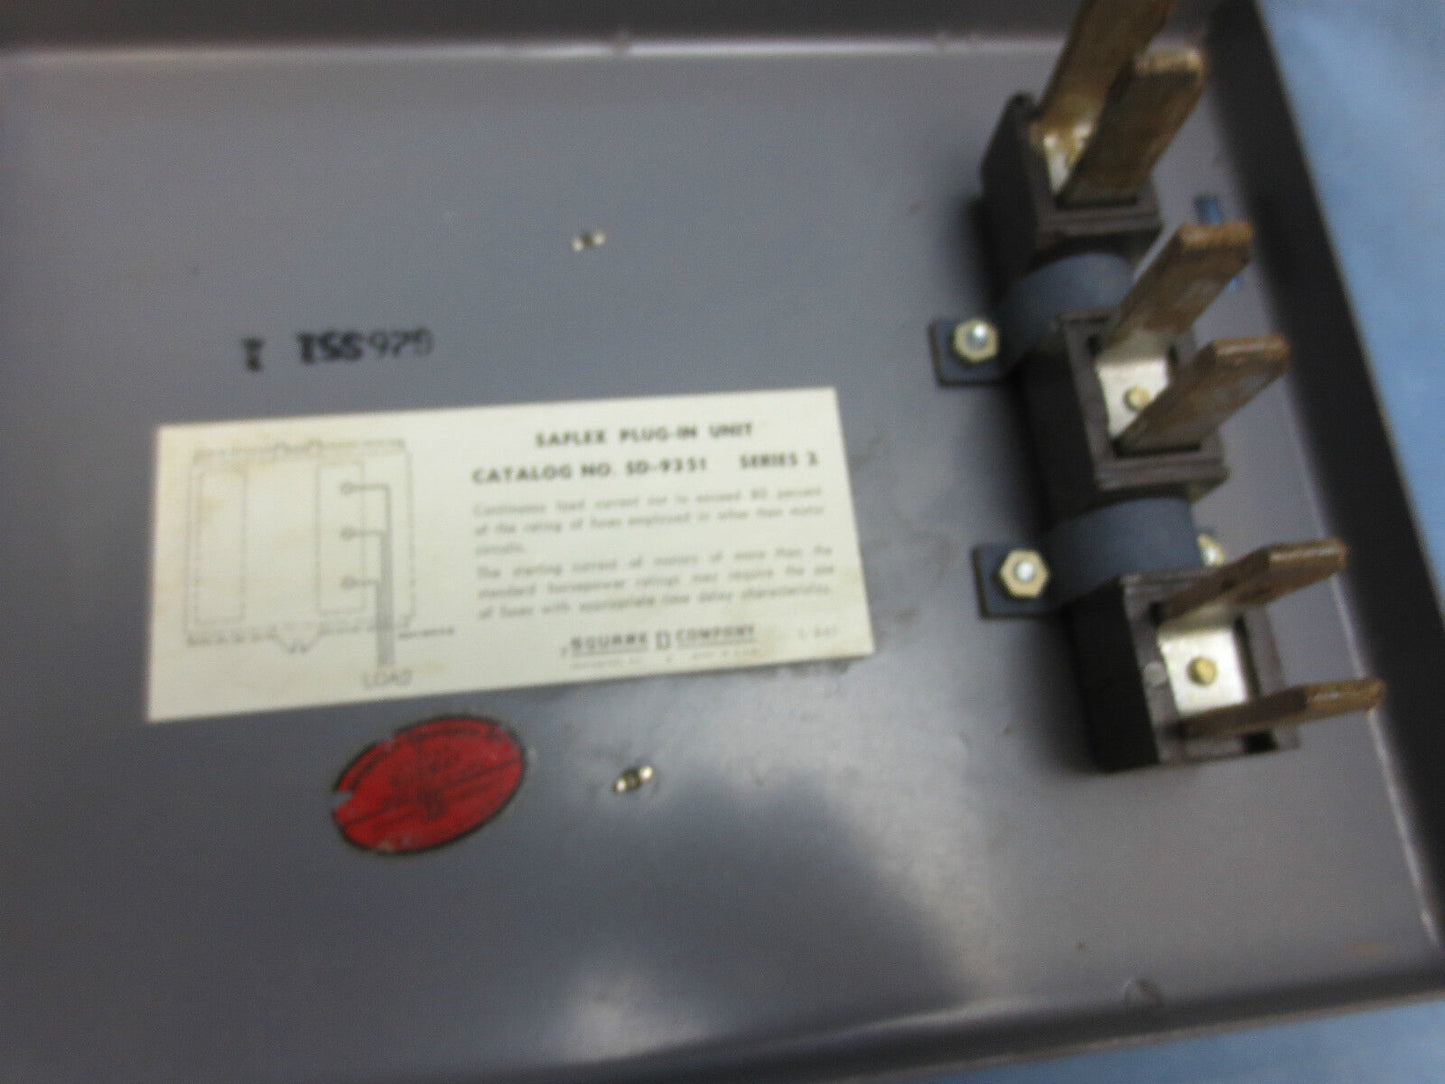 SAFLEX PLUG-IN UNIT
CATALOG NO. SD-9351 SERIES 3
Continuous load current not to exceed 80 percent
of the rating of fuses employed in other than motor
circuits.
The starting current of motors of more than the
standard horsepower ratings may require the use
of fuses with appropriate time delay characteristics.
SQUARE D COMPANY
LOAD